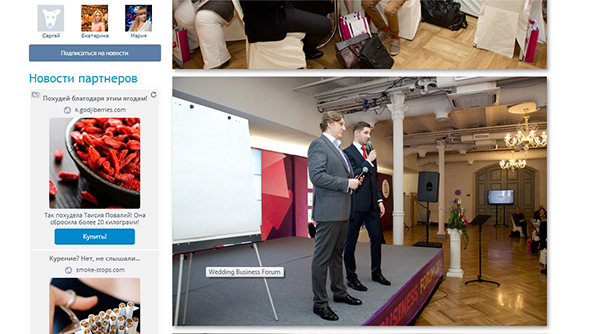 Сергей
Екатерина
Мария
Подписаться на новости
Новости партнеров
Похудей благодаря этим ягодам!
k.godjiberries.com
Так похудела Таисия Повалий! Она
сбросила более 20 килограмм!
Купить!
Курение? Нет, не слышали...
smoke-stops.com
Wedding Business Forum
BUSINESS FORUM